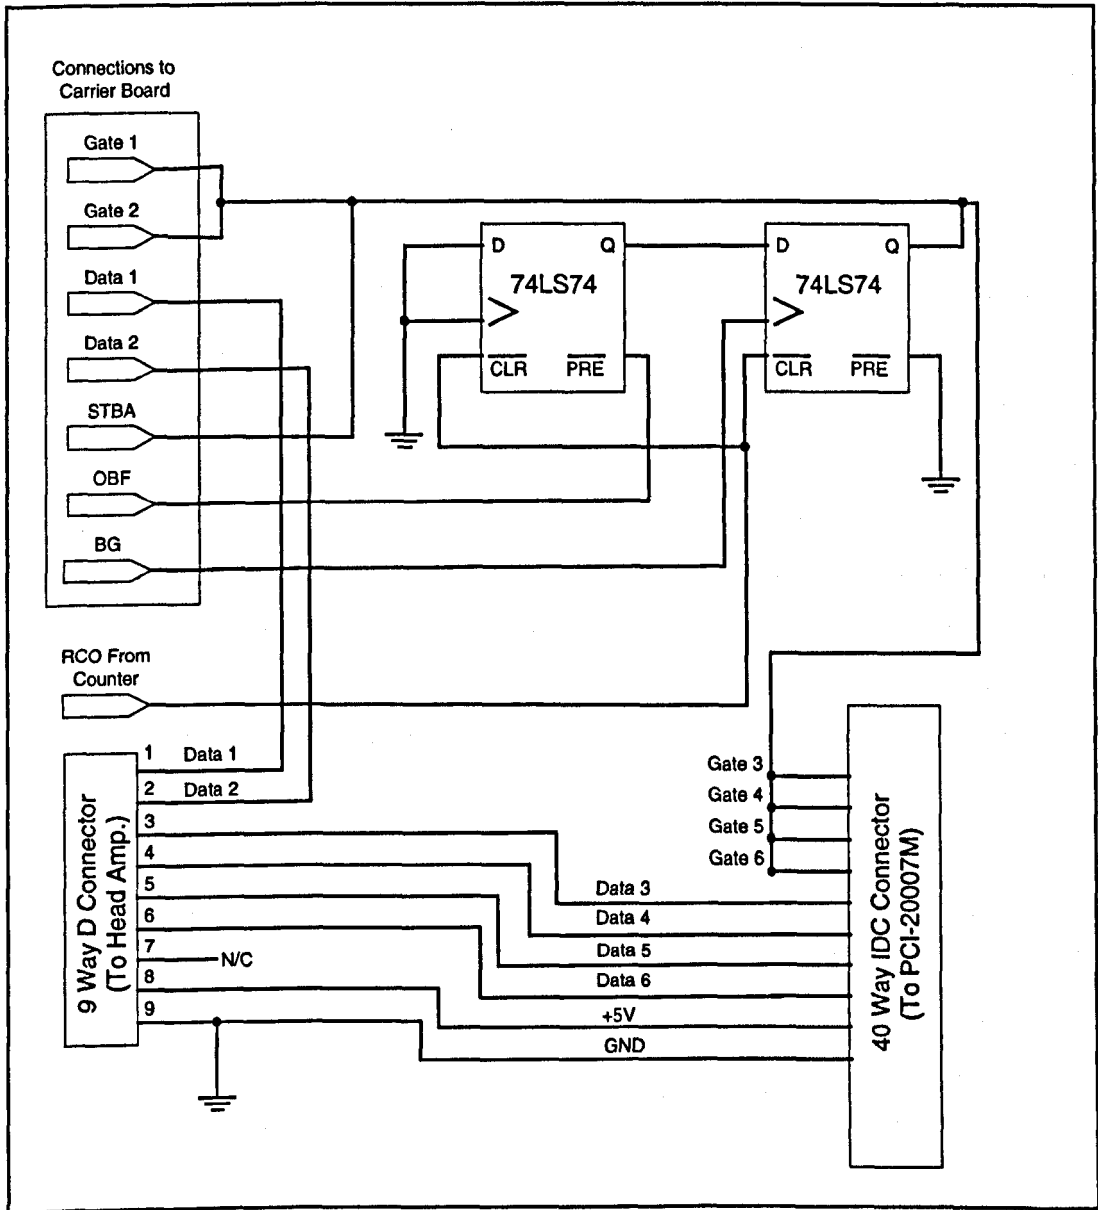 Connections to
Carrier Board
Gate 1
Gate 2
Data 1
Data 2
STBA
OBF
BG
D
Q
74LS74
CLR
PRE
D
Q
74LS74
CLR
PRE
RCO From
Counter
9 Way D Connector
(To Head Amp.)
1
Data 1
2
Data 2
3
4
5
6
7
N/C
8
9
Gate 3
Gate 4
Gate 5
Gate 6
Data 3
Data 4
Data 5
Data 6
+5V
GND
40 Way IDC Connector
(To PCI-20007M)